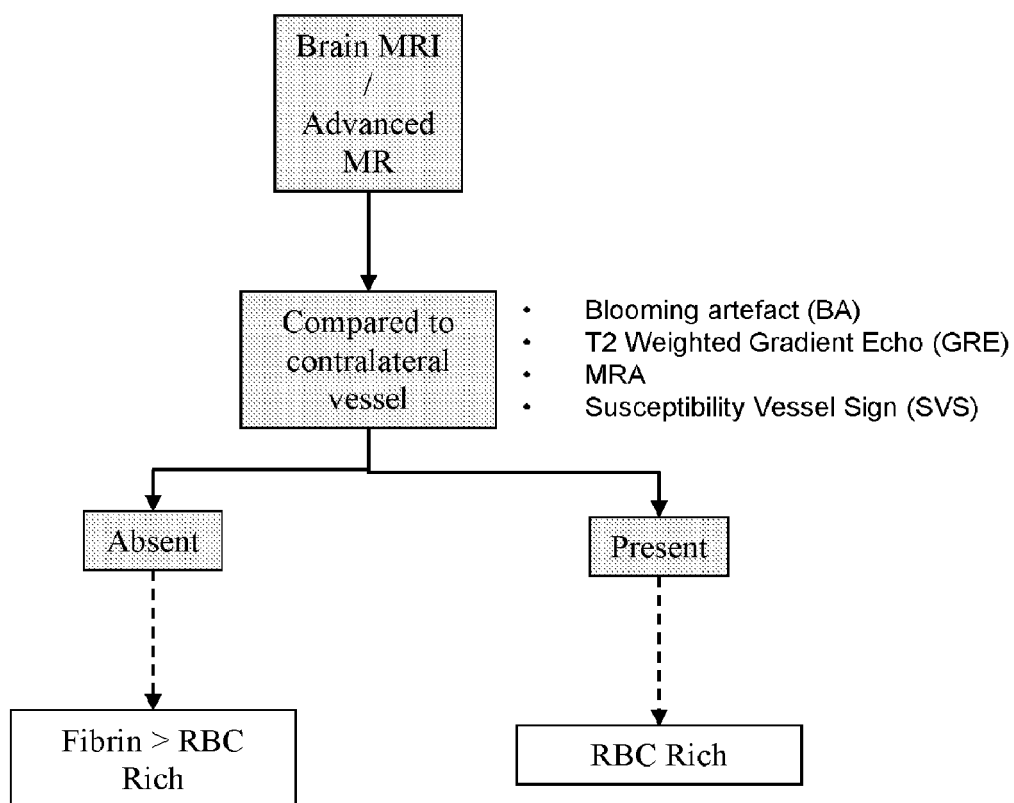 Brain MRI
/
Advanced
MR
Compared to
contralateral
vessel
• Blooming artefact (BA)
• T2 Weighted Gradient Echo (GRE)
• MRA
• Susceptibility Vessel Sign (SVS)
Absent
Present
Fibrin > RBC
Rich
RBC Rich